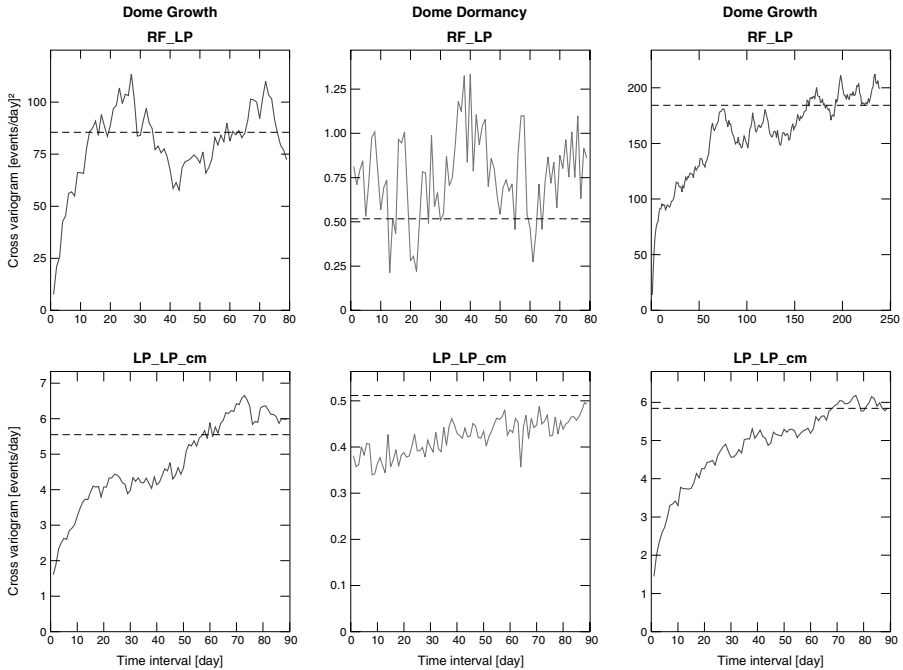 Dome Growth
Dome Dormancy
Dome Growth
RF_LP
RF_LP
RF_LP
Cross variogram [events/day]²
100
75
50
25
0
0 10 20 30 40 50 60 70 80
1.25
1.00
0.75
0.50
0.25
0
0 10 20 30 40 50 60 70 80
200
150
100
50
0
0 50 100 150 200 250
LP_LP_cm
LP_LP_cm
LP_LP_cm
Cross variogram [events/day]
7
6
5
4
3
2
1
0
0 10 20 30 40 50 60 70 80 90
Time interval [day]
0.5
0.4
0.3
0.2
0.1
0
0 10 20 30 40 50 60 70 80 90
Time interval [day]
6
5
4
3
2
1
0
0 10 20 30 40 50 60 70 80 90
Time interval [day]